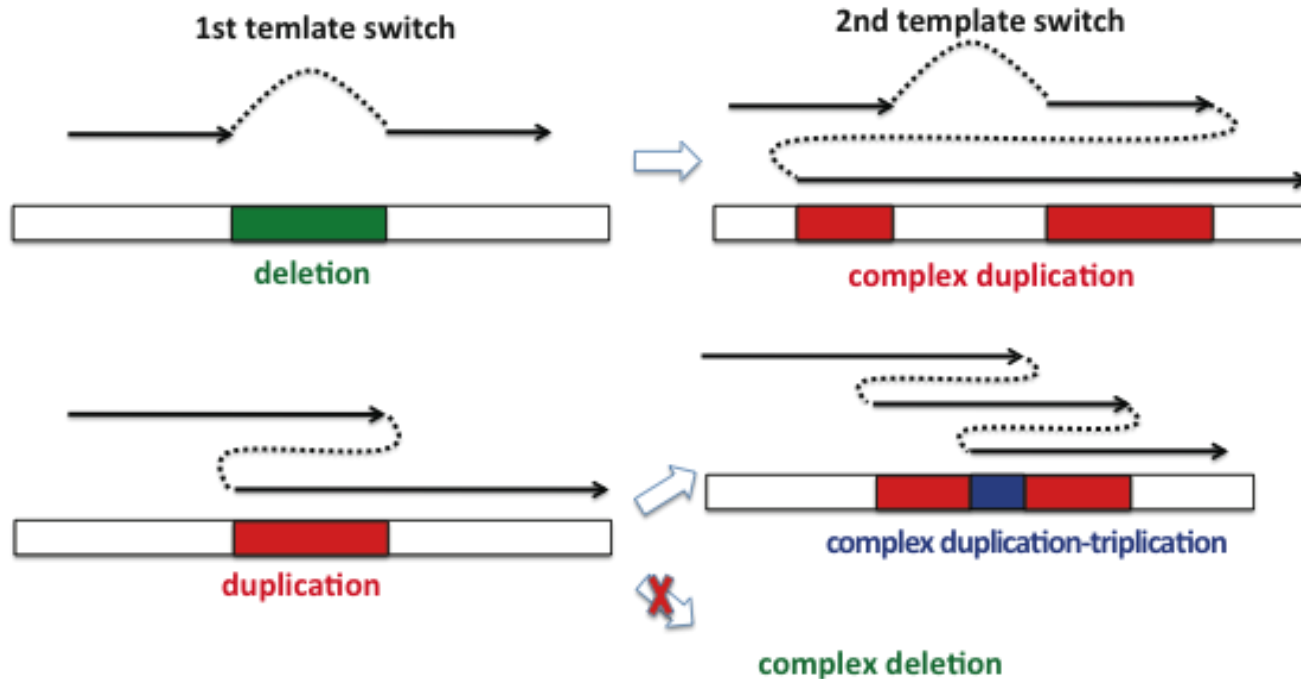 1st temlate switch
2nd template switch
deletion
complex duplication
duplication
complex duplication-triplication
X
complex deletion